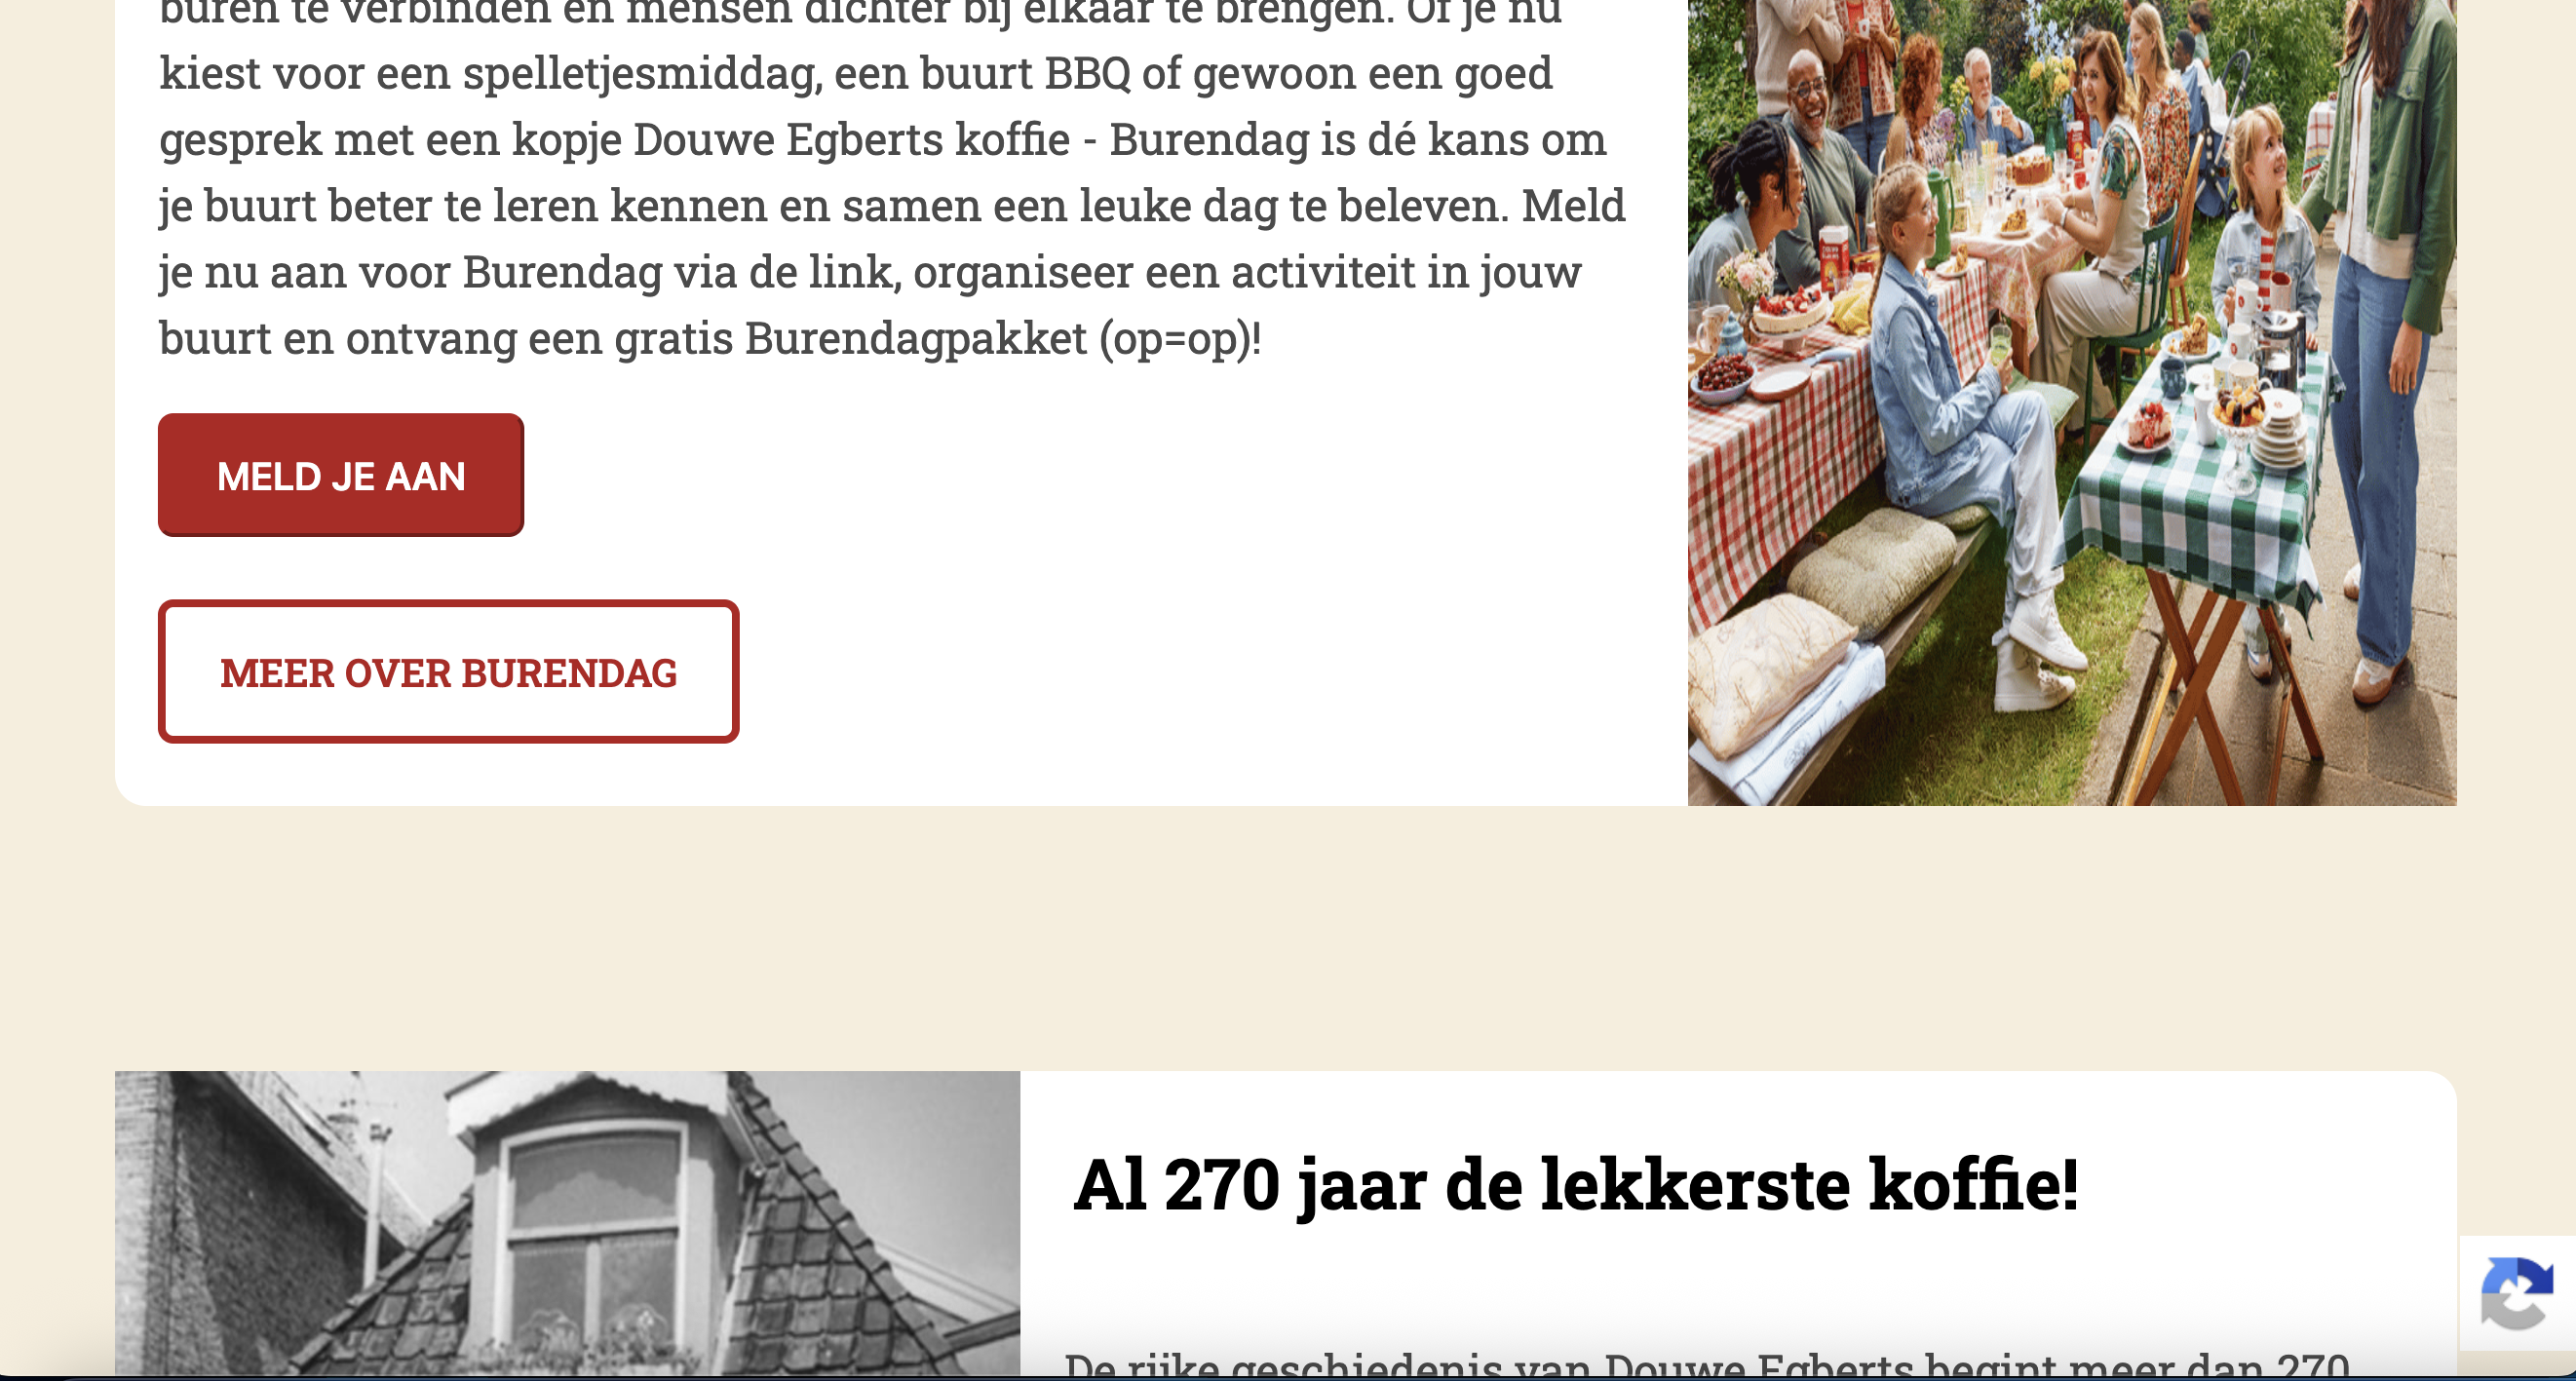 buren te verbinden en mensen dichter bij elkaar te brengen. Of je nu
kiest voor een spelletjesmiddag, een buurt BBQ of gewoon een goed
gesprek met een kopje Douwe Egberts koffie - Burendag is dé kans om
je buurt beter te leren kennen en samen een leuke dag te beleven. Meld
je nu aan voor Burendag via de link, organiseer een activiteit in jouw
buurt en ontvang een gratis Burendagpakket (op=op)!
MELD JE AAN
MEER OVER BURENDAG
Al 270 jaar de lekkerste koffie!
De rijke geschiedenis van Douwe Egberts begint meer dan 270